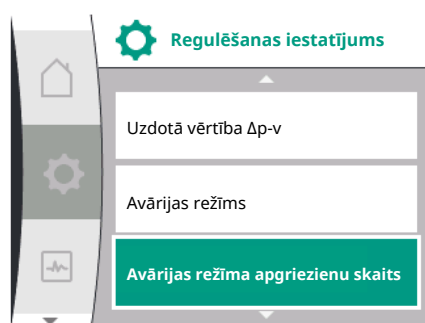 Regulēšanas iestatījums
Uzdotā vērtība Δp-v
Avārijas režīms
Avārijas režīma apgriezienu skaits